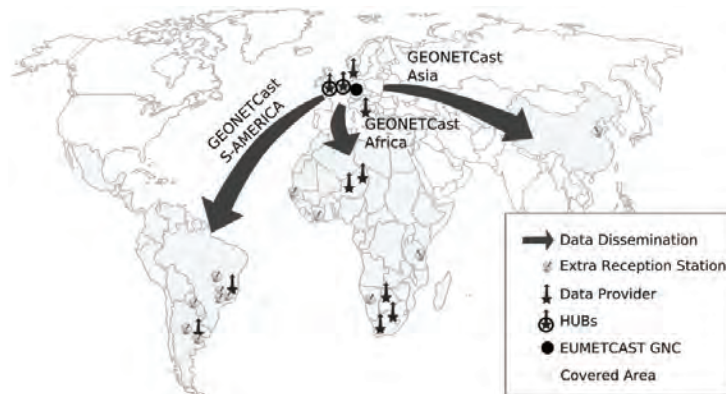 GEONETCast
Asia
GEONETCast
S-AMERICA
GEONETCast
Africa
Data Dissemination
Extra Reception Station
Data Provider
HUBs
EUMETCAST GNC
Covered Area